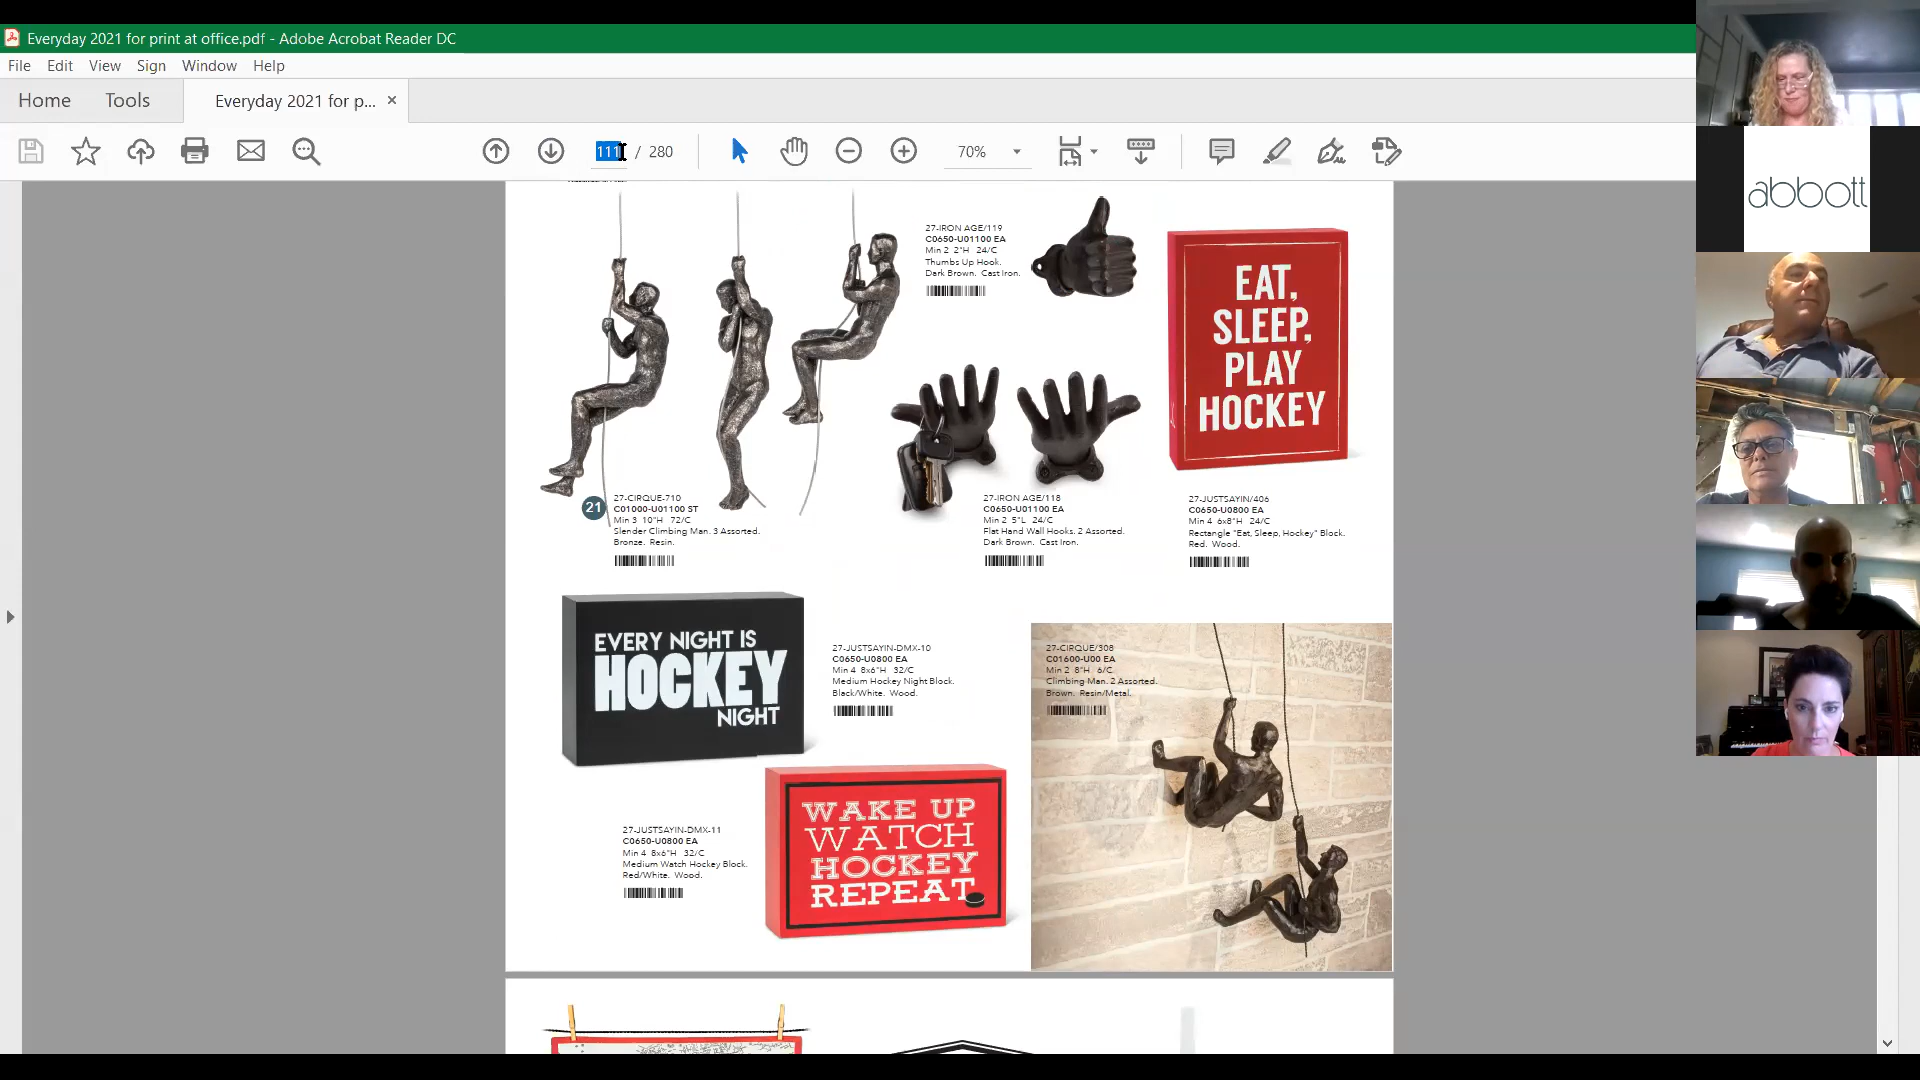 Everyday 2021 for print at office.pdf - Adobe Acrobat Reader DC
File Edit View Sign Window Help
Home Tools Everyday 2021 for p... ×
111 / 280 70%
27-IRON AGE/119
C0650-U01100 EA
Min 2 2"H 24/C
Thumbs Up Hook.
Dark Brown. Cast Iron.
EAT,
SLEEP,
PLAY
HOCKEY
21
27-CIRQUE-710
C01000-U01100 ST
Min 3 10"H 72/C
Slender Climbing Man. 3 Assorted.
Bronze. Resin.
27-IRON AGE/118
C0650-U01100 EA
Min 2 5"L 24/C
Flat Hand Wall Hooks. 2 Assorted.
Dark Brown. Cast Iron.
27-JUSTSAYIN/406
C0650-U0800 EA
Min 4 6x8"H 24/C
Rectangle "Eat, Sleep, Hockey" Block.
Red. Wood.
EVERY NIGHT IS
HOCKEY
NIGHT
27-JUSTSAYIN-DMX-10
C0650-U0800 EA
Min 4 8x6"H 32/C
Medium Hockey Night Block.
Black/White. Wood.
27-CIRQUE/308
C01600-U00 EA
Min 2 8"H 6/C
Climbing Man. 2 Assorted.
Brown. Resin/Metal.
27-JUSTSAYIN-DMX-11
C0650-U0800 EA
Min 4 8x6"H 32/C
Medium Watch Hockey Block.
Red/White. Wood.
WAKE UP
WATCH
HOCKEY
REPEAT
abbott